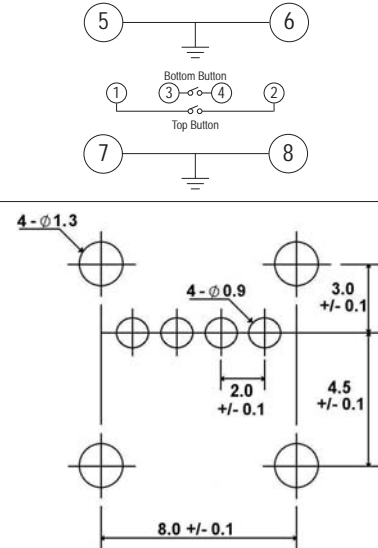 5 6
Bottom Button
1 3 4 2
Top Button
7 8
4-Ø1.3
4-Ø0.9
3.0
+/- 0.1
2.0
+/- 0.1
4.5
+/- 0.1
8.0 +/- 0.1